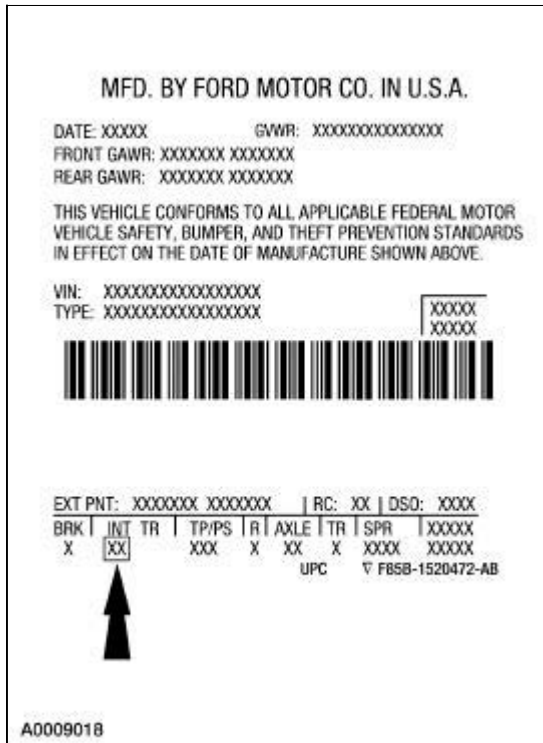 MFD. BY FORD MOTOR CO. IN U.S.A.
DATE: XXXXX GVWR: XXXXXXXXXXXXXXX
FRONT GAWR: XXXXXXX XXXXXXX
REAR GAWR: XXXXXXX XXXXXXX
THIS VEHICLE CONFORMS TO ALL APPLICABLE FEDERAL MOTOR
VEHICLE SAFETY, BUMPER, AND THEFT PREVENTION STANDARDS
IN EFFECT ON THE DATE OF MANUFACTURE SHOWN ABOVE.
VIN: XXXXXXXXXXXXXXXXX
TYPE: XXXXXXXXXXXXXXXXX
XXXXX
XXXXX
EXT PNT: XXXXXXX XXXXXXX RC: XX DSO: XXXX
BRK INT TR TP/PS R AXLE TR SPR XXXXX
X XX XXX X XX X XXXX XXXXX
UPC ∇ F85B-1520472-AB
A0009018